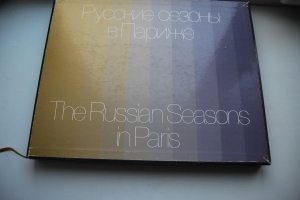 Русские сезоны
в Париже
The Russian Seasons
in Paris